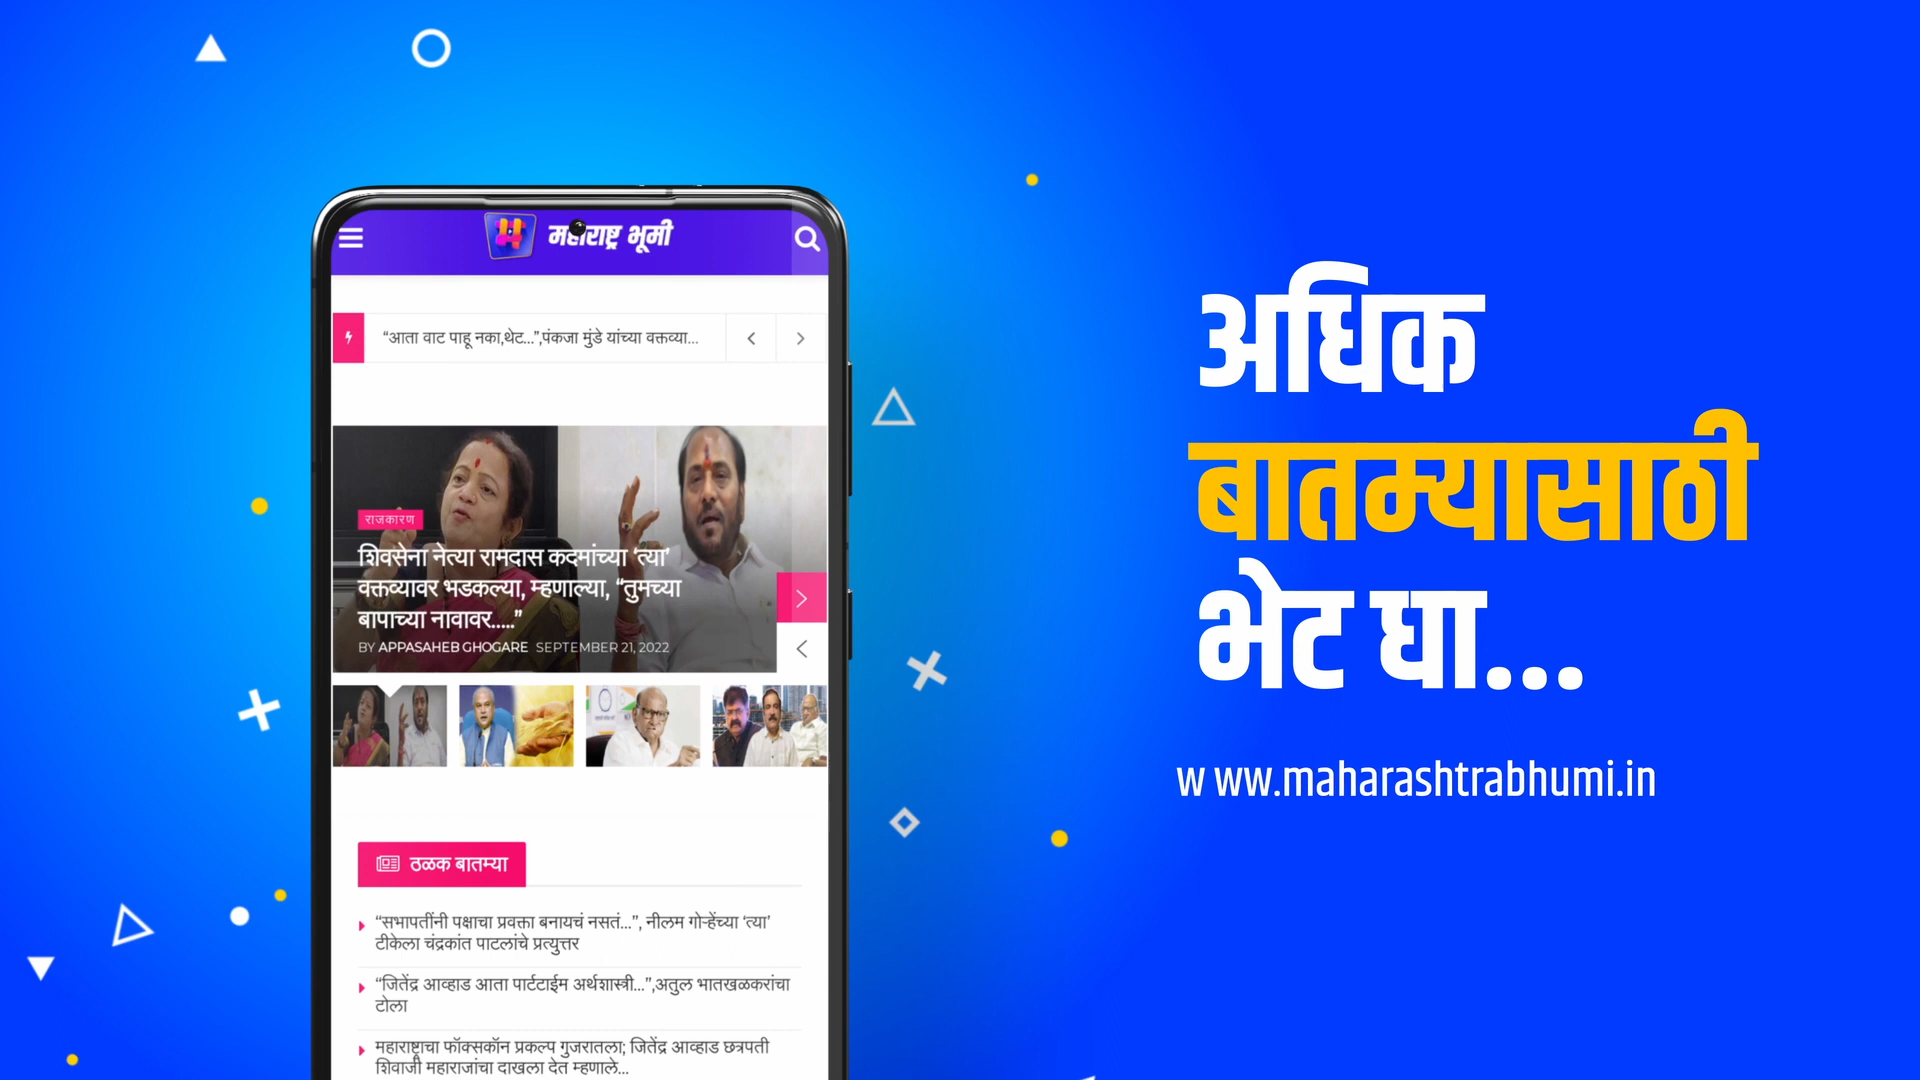 महाराष्ट्र भूमी
“आता वाट पाहू नका,थेट...”,पंकजा मुंडे यांच्या वक्तव्या...
राजकारण
शिवसेना नेत्या रामदास कदमांच्या ‘त्या’
वक्तव्यावर भडकल्या, म्हणाल्या, “तुमच्या
बापाच्या नावावर.....”
BY APPASAHEB GHOGARE SEPTEMBER 21, 2022
ठळक बातम्या
“सभापतींनी पक्षाचा प्रवक्ता बनायचं नसतं...”, नीलम गोऱ्हेंच्या ‘त्या’
टीकेला चंद्रकांत पाटलांचे प्रत्युत्तर
“जितेंद्र आव्हाड आता पार्टटाईम अर्थशास्त्री...”,अतुल भातखळकरांचा
टोला
महाराष्ट्राचा फॉक्सकॉन प्रकल्प गुजरातला; जितेंद्र आव्हाड छत्रपती
शिवाजी महाराजांचा दाखला देत म्हणाले...
अधिक
बातम्यासाठी
भेट घा...
w ww.maharashtrabhumi.in